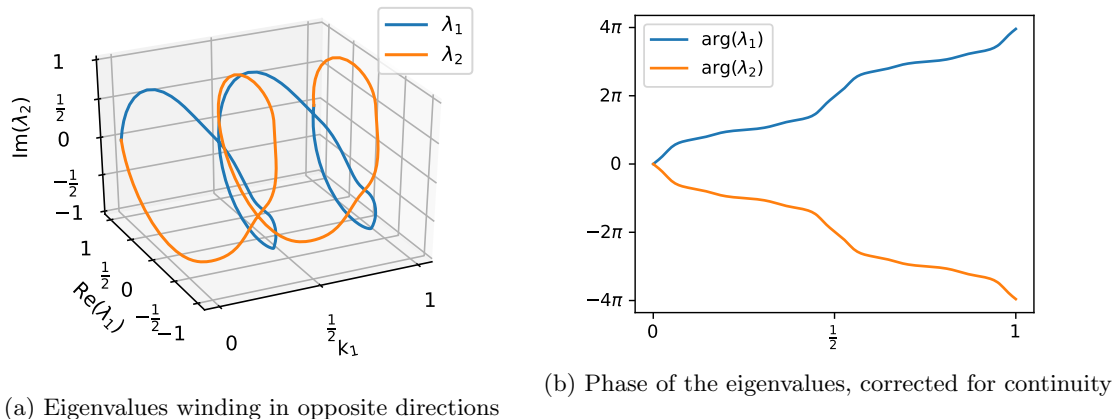 λ₁
λ₂
1
½
0
−½
−1
Im(λ₂)
1
½
0
−½
−1
Re(λ₁)
0
½
1
k₁
(a) Eigenvalues winding in opposite directions
4π
2π
0
−2π
−4π
arg(λ₁)
arg(λ₂)
0
½
1
(b) Phase of the eigenvalues, corrected for continuity